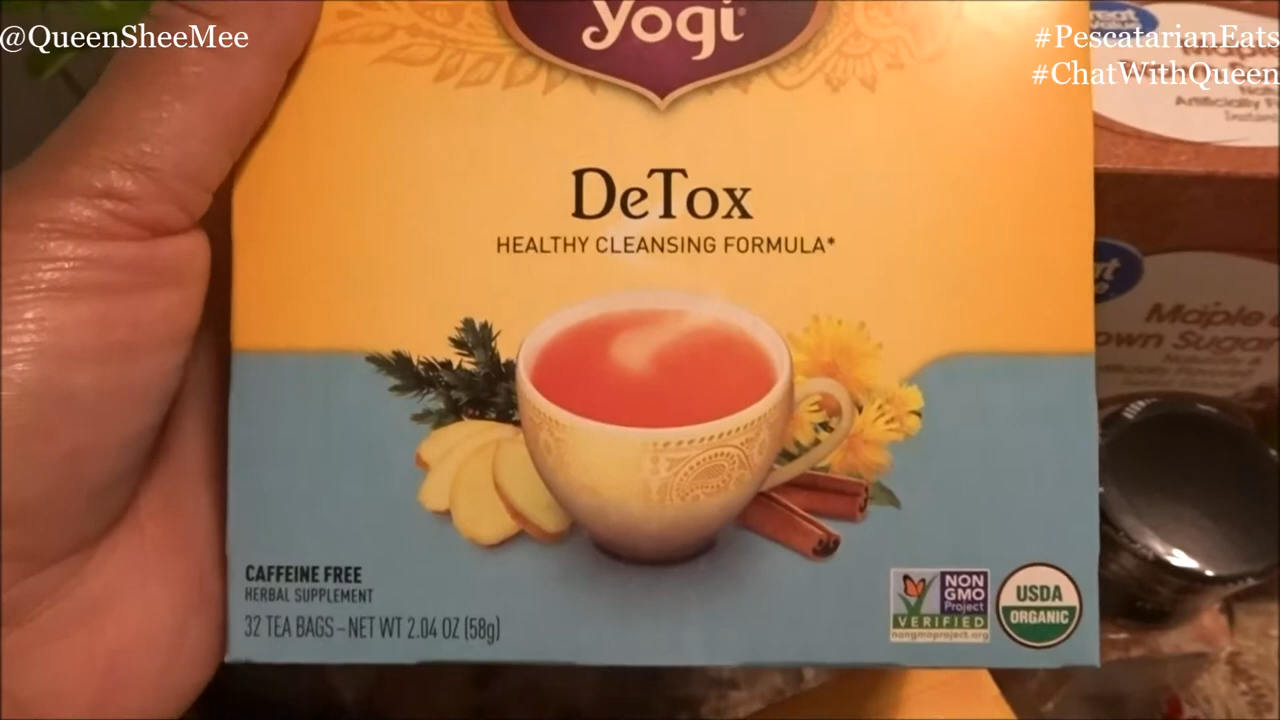 @QueenSheeMee
#PescatarianEats
#ChatWithQueen
yogi
DeTox
HEALTHY CLEANSING FORMULA*
CAFFEINE FREE
HERBAL SUPPLEMENT
32 TEA BAGS – NET WT 2.04 OZ (58g)
NON
GMO
Project
VERIFIED
nongmoproject.org
USDA
ORGANIC
Maple
own Sugar